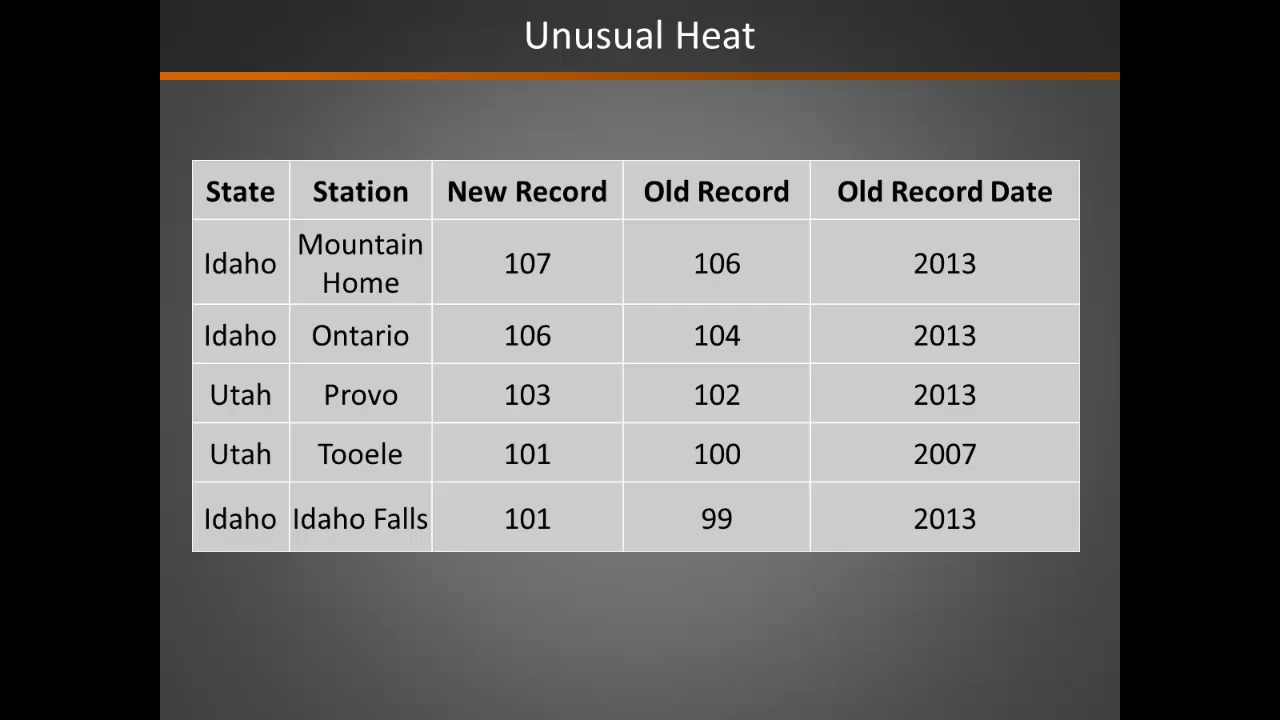 Unusual Heat
State Station New Record Old Record Old Record Date
Idaho Mountain Home 107 106 2013
Idaho Ontario 106 104 2013
Utah Provo 103 102 2013
Utah Tooele 101 100 2007
Idaho Idaho Falls 101 99 2013